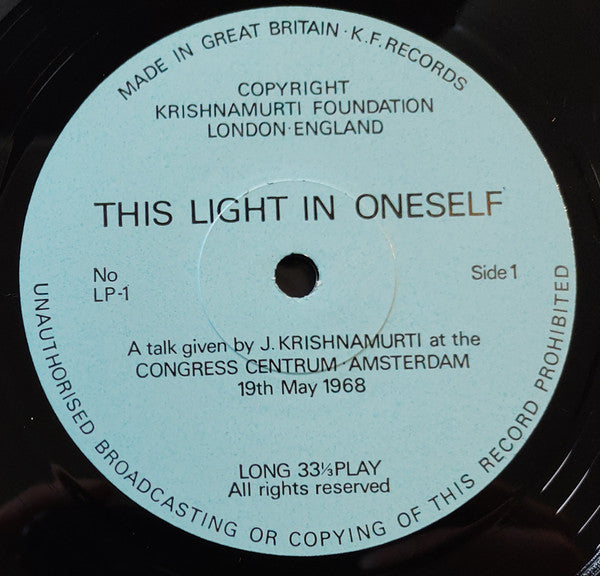 MADE IN GREAT BRITAIN · K.F. RECORDS
COPYRIGHT
KRISHNAMURTI FOUNDATION
LONDON·ENGLAND
THIS LIGHT IN ONESELF
No
LP-1
Side 1
A talk given by J. KRISHNAMURTI at the
CONGRESS CENTRUM·AMSTERDAM
19th May 1968
LONG 33⅓ PLAY
All rights reserved
UNAUTHORISED BROADCASTING OR COPYING OF THIS RECORD PROHIBITED